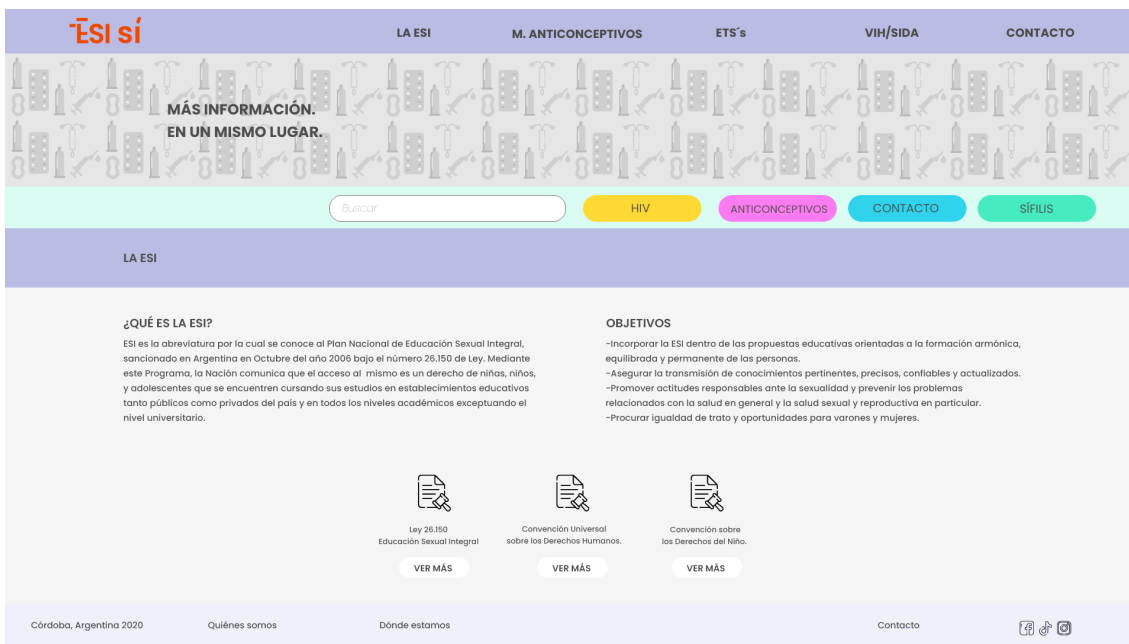 ESI sí
LA ESI
M. ANTICONCEPTIVOS
ETS´s
VIH/SIDA
CONTACTO
MÁS INFORMACIÓN.
EN UN MISMO LUGAR.
Buscar
HIV
ANTICONCEPTIVOS
CONTACTO
SÍFILIS
LA ESI
¿QUÉ ES LA ESI?
ESI es la abreviatura por la cual se conoce al Plan Nacional de Educación Sexual Integral,
sancionado en Argentina en Octubre del año 2006 bajo el número 26.150 de Ley. Mediante
este Programa, la Nación comunica que el acceso al mismo es un derecho de niñas, niños,
y adolescentes que se encuentren cursando sus estudios en establecimientos educativos
tanto públicos como privados del país y en todos los niveles académicos exceptuando el
nivel universitario.
OBJETIVOS
-Incorporar la ESI dentro de las propuestas educativas orientadas a la formación armónica,
equilibrada y permanente de las personas.
-Asegurar la transmisión de conocimientos pertinentes, precisos, confiables y actualizados.
-Promover actitudes responsables ante la sexualidad y prevenir los problemas
relacionados con la salud en general y la salud sexual y reproductiva en particular.
-Procurar igualdad de trato y oportunidades para varones y mujeres.
Ley 26.150
Educación Sexual Integral
VER MÁS
Convención Universal
sobre los Derechos Humanos.
VER MÁS
Convención sobre
los Derechos del Niño.
VER MÁS
Córdoba, Argentina 2020
Quiénes somos
Dónde estamos
Contacto